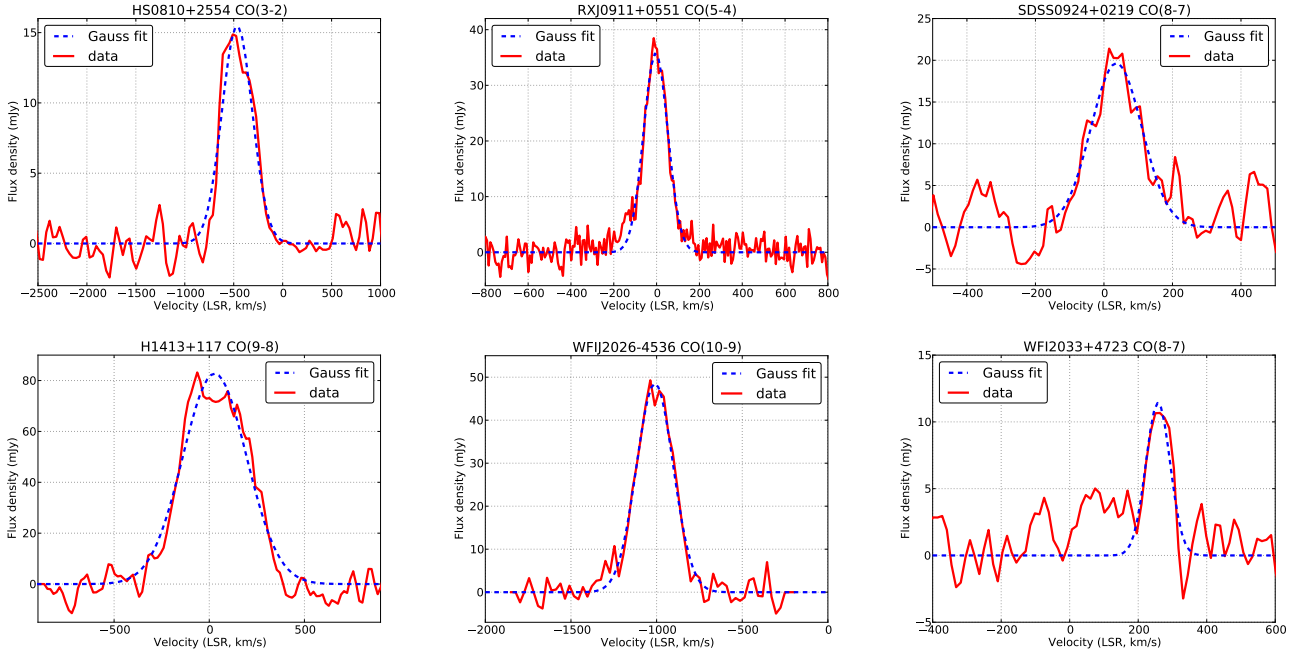 HS0810+2554 CO(3-2)
Gauss fit
data
Flux density (mJy)
15
10
5
0
−2500 −2000 −1500 −1000 −500 0 500 1000
Velocity (LSR, km/s)
RXJ0911+0551 CO(5-4)
Gauss fit
data
Flux density (mJy)
40
30
20
10
0
−800 −600 −400 −200 0 200 400 600 800
Velocity (LSR, km/s)
SDSS0924+0219 CO(8-7)
Gauss fit
data
Flux density (mJy)
25
20
15
10
5
0
−5
−400 −200 0 200 400
Velocity (LSR, km/s)
H1413+117 CO(9-8)
Gauss fit
data
Flux density (mJy)
80
60
40
20
0
−500 0 500
Velocity (LSR, km/s)
WFIJ2026-4536 CO(10-9)
Gauss fit
data
Flux density (mJy)
50
40
30
20
10
0
−2000 −1500 −1000 −500 0
Velocity (LSR, km/s)
WFI2033+4723 CO(8-7)
Gauss fit
data
Flux density (mJy)
15
10
5
0
−5
−400 −200 0 200 400 600
Velocity (LSR, km/s)